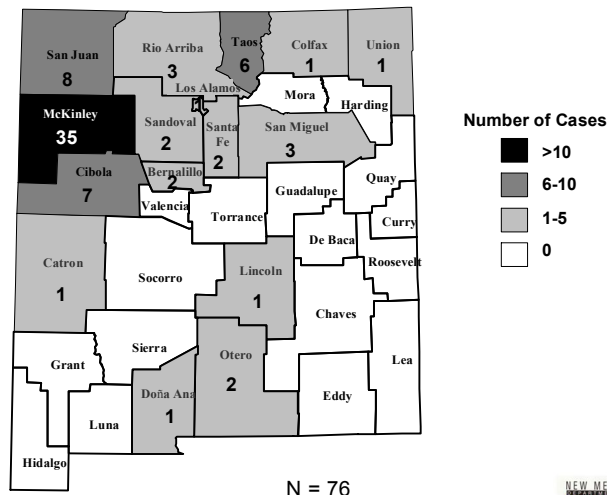 San Juan
8
Rio Arriba
3
Taos
6
Colfax
1
Union
1
Los Alamos
1
Mora
Harding
McKinley
35
Sandoval
2
Santa
Fe
2
San Miguel
3
Cibola
7
Bernalillo
2
Valencia
Torrance
Guadalupe
Quay
Curry
De Baca
Roosevelt
Catron
1
Socorro
Lincoln
1
Chaves
Lea
Grant
Sierra
Otero
2
Eddy
Doña Ana
1
Luna
Hidalgo
Number of Cases
>10
6-10
1-5
0
N = 76
NEW ME